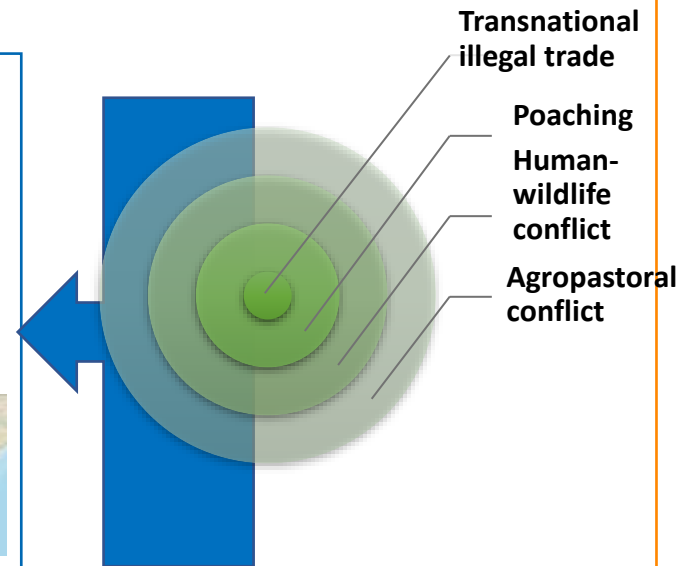 Transnational
illegal trade
Poaching
Human-
wildlife
conflict
Agropastoral
conflict